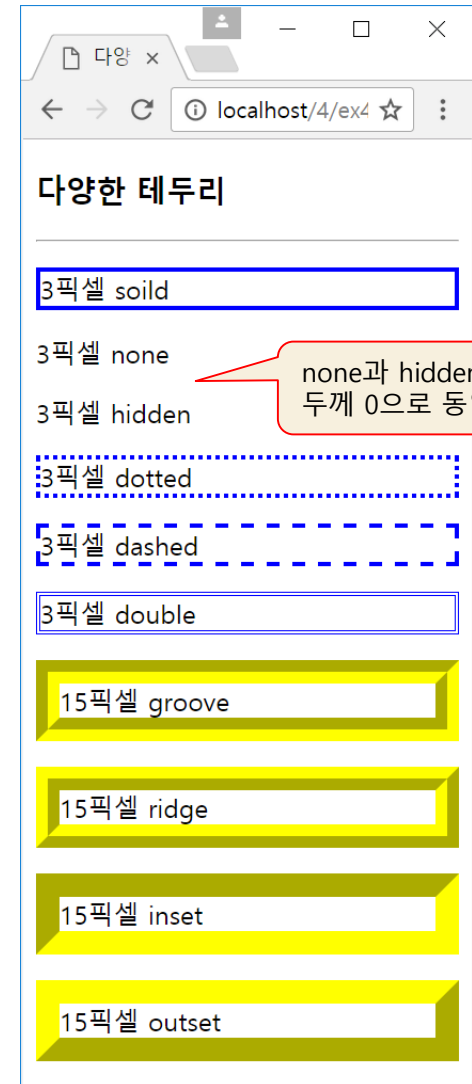 다양
localhost/4/ex4
다양한 테두리
3픽셀 soild
3픽셀 none
none과 hidden
두께 0으로 동
3픽셀 hidden
3픽셀 dotted
3픽셀 dashed
3픽셀 double
15픽셀 groove
15픽셀 ridge
15픽셀 inset
15픽셀 outset